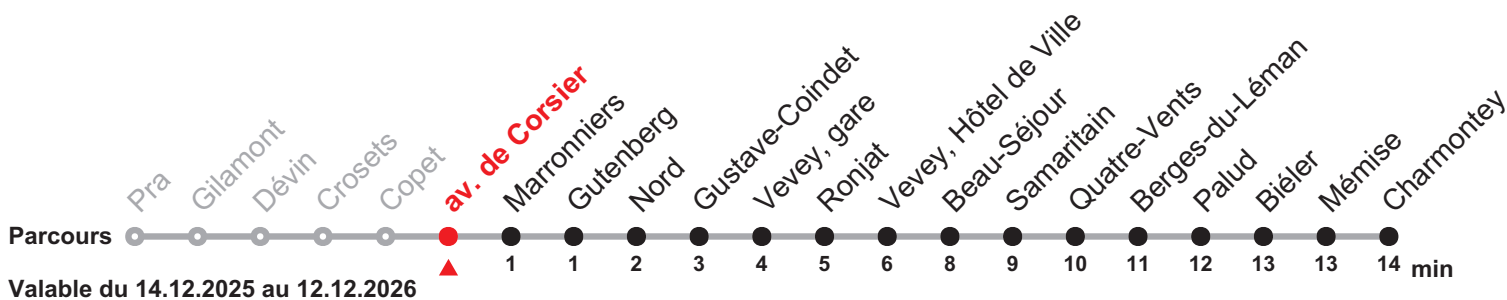 Pra
Gilamont
Dévin
Crosets
Copet
av. de Corsier
Marronniers
Gutenberg
Nord
Gustave-Coindet
Vevey, gare
Ronjat
Vevey, Hôtel de Ville
Beau-Séjour
Samaritain
Quatre-Vents
Berges-du-Léman
Palud
Biéler
Mémise
Charmontey
Parcours
1 1 2 3 4 5 6 8 9 10 11 12 13 13 14 min
Valable du 14.12.2025 au 12.12.2026